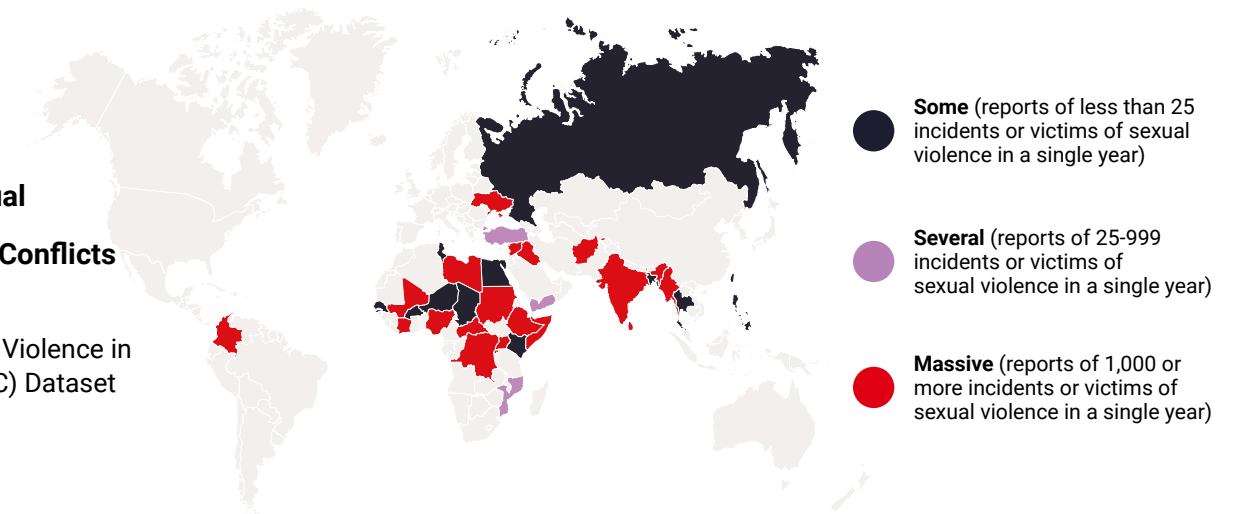 al
Conflicts
Violence in
C) Dataset
Some (reports of less than 25
incidents or victims of sexual
violence in a single year)
Several (reports of 25-999
incidents or victims of
sexual violence in a single year)
Massive (reports of 1,000 or
more incidents or victims of
sexual violence in a single year)